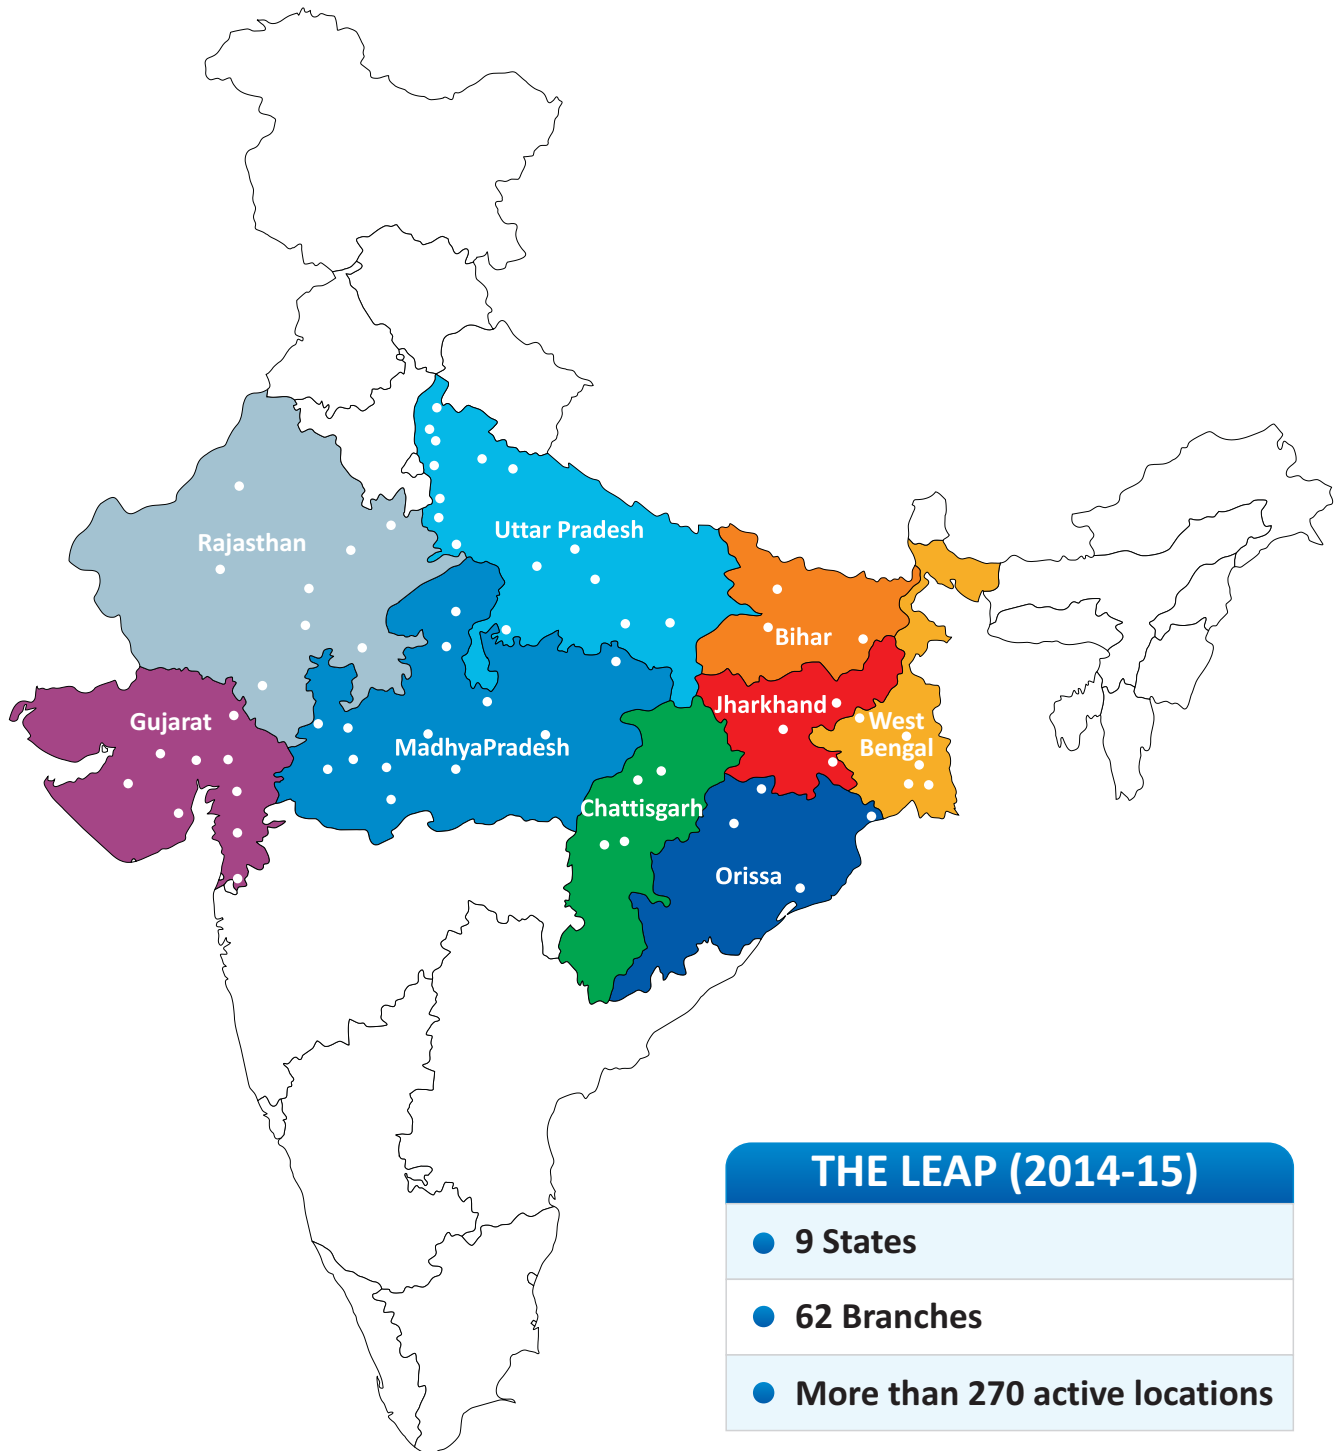 Uttar Pradesh
Rajasthan
Bihar
Jharkhand
Gujarat
West
Bengal
MadhyaPradesh
Chattisgarh
Orissa
THE LEAP (2014-15)
9 States
62 Branches
More than 270 active locations